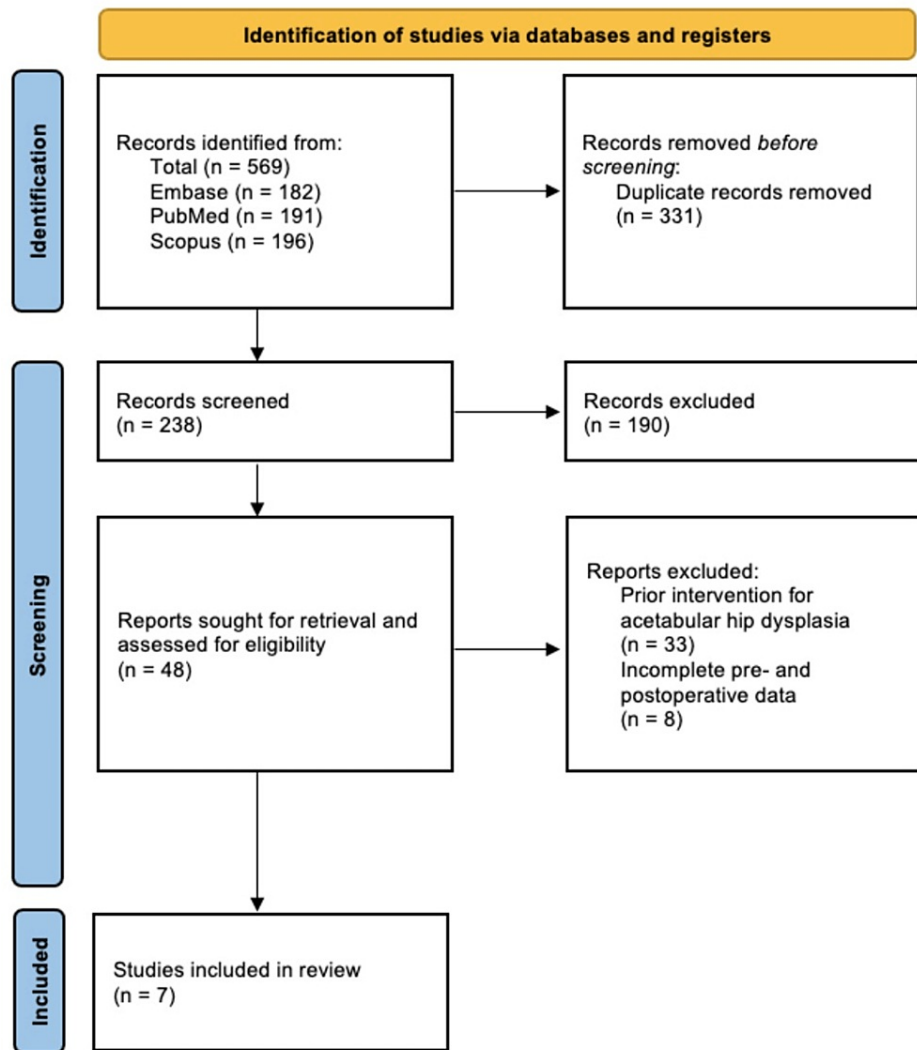 Identification of studies via databases and registers
Identification
Records identified from:
Total (n = 569)
Embase (n = 182)
PubMed (n = 191)
Scopus (n = 196)
Records removed before
screening:
Duplicate records removed
(n = 331)
Screening
Records screened
(n = 238)
Records excluded
(n = 190)
Reports sought for retrieval and
assessed for eligibility
(n = 48)
Reports excluded:
Prior intervention for
acetabular hip dysplasia
(n = 33)
Incomplete pre- and
postoperative data
(n = 8)
Included
Studies included in review
(n = 7)